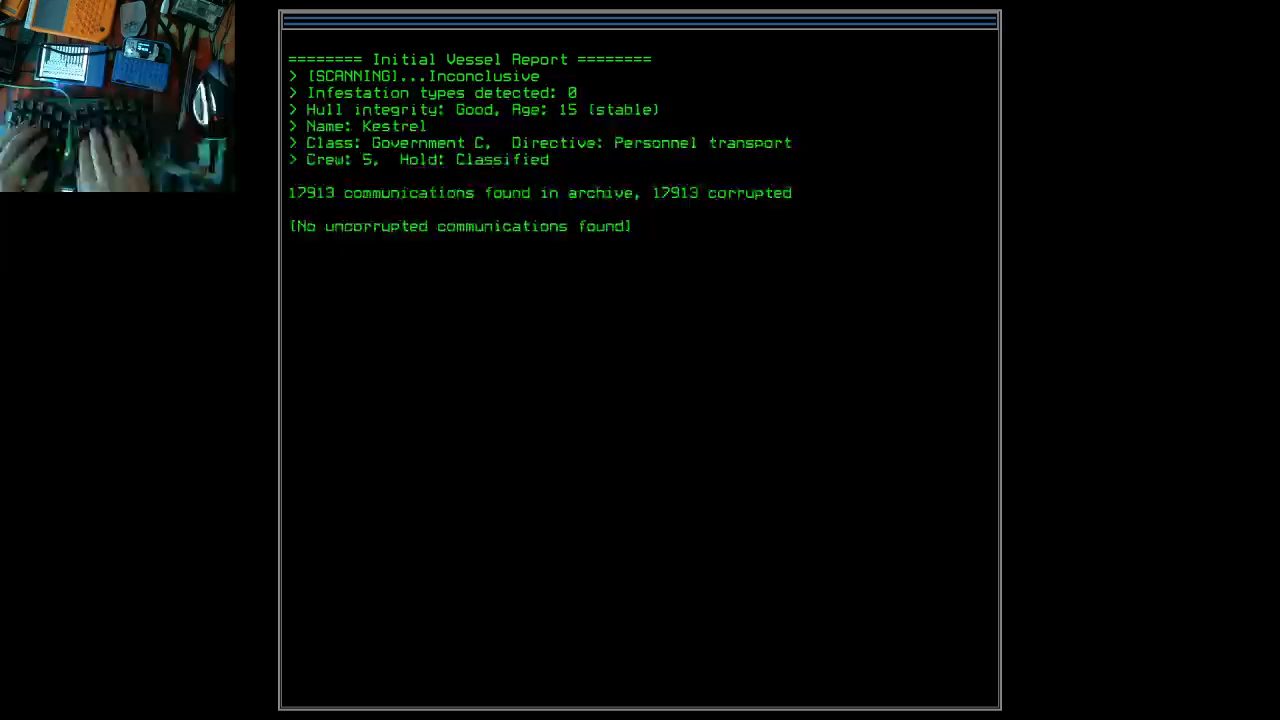 ======== Initial Vessel Report ========
> [SCANNING]...Inconclusive
> Infestation types detected: 0
> Hull integrity: Good, Age: 15 (stable)
> Name: Kestrel
> Class: Government C,  Directive: Personnel transport
> Crew: 5,  Hold: Classified
17913 communications found in archive, 17913 corrupted
[No uncorrupted communications found]